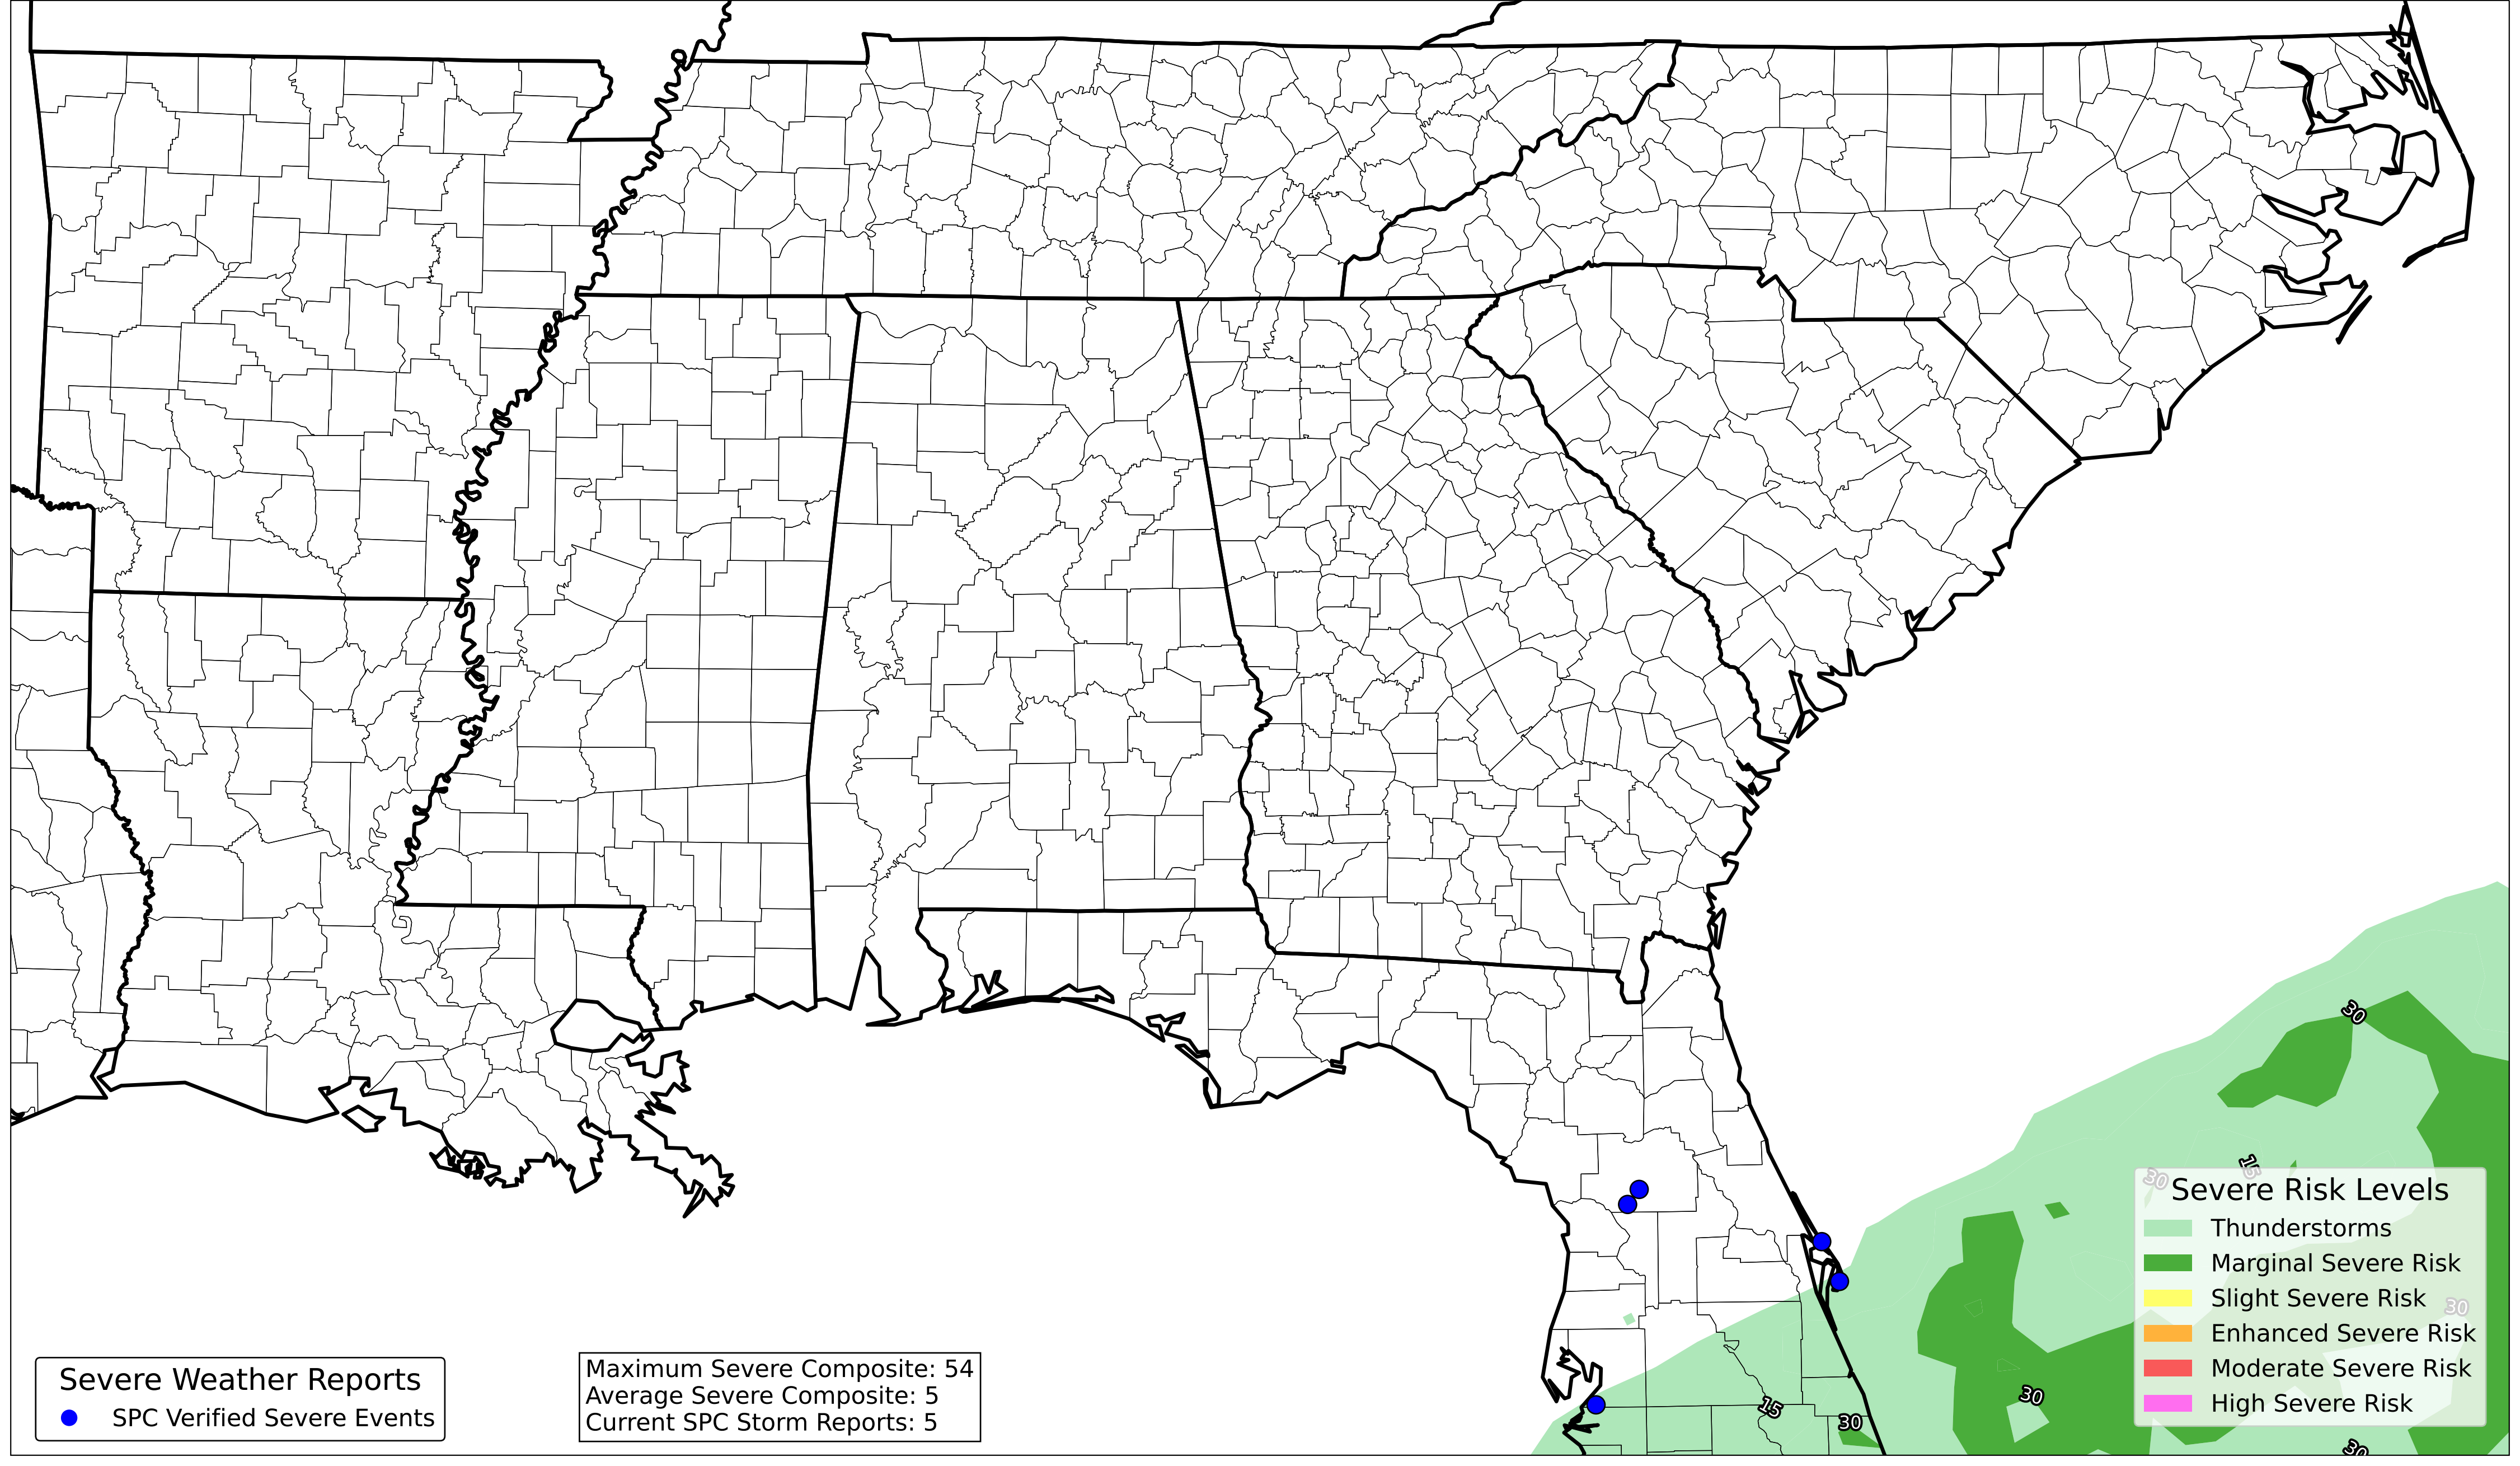 30
15
30
Severe Risk Levels
Thunderstorms
Marginal Severe Risk
Slight Severe Risk
30
Enhanced Severe Risk
Moderate Severe Risk
High Severe Risk
Severe Weather Reports
SPC Verified Severe Events
Maximum Severe Composite: 54
Average Severe Composite: 5
Current SPC Storm Reports: 5
15
30
30
30